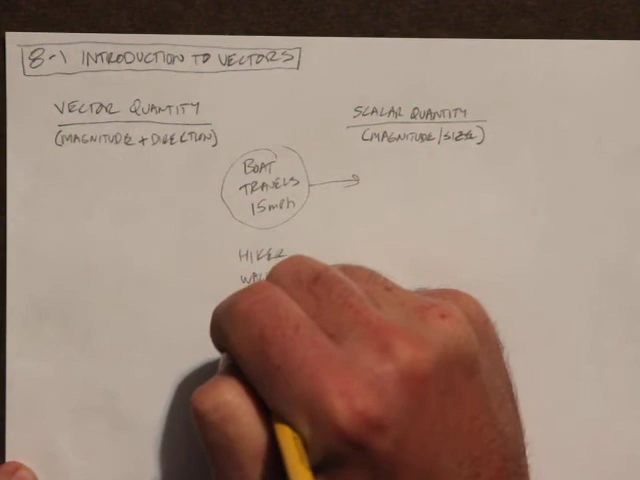 8-1 INTRODUCTION TO VECTORS
VECTOR QUANTITY
(MAGNITUDE + DIRECTION)
SCALAR QUANTITY
(MAGNITUDE/SIZE)
BOAT
TRAVELS
15mph
HIKER